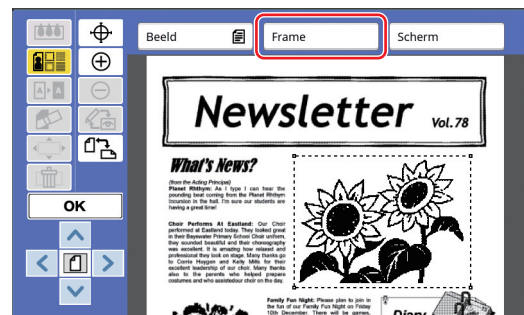 Beeld
Frame
Scherm
A A
OK
Newsletter Vol. 78
What's News?
(from the Acting Principal)
Planet Rhthym: As I type I can hear the
pounding beat coming from the Planet Rhthym
incursion in the hall. I'm sure our students are
having a great time!
Choir Performs At Eastland: Our Choir
performed at Eastland today. They looked great
in their Bayswater Primary School Choir uniform,
they sounded beautiful and their choreography
was excellent. It is amazing how relaxed and
professional they look on stage. Many thanks go
to Corrie Huygen and Kelly Mills for their
excellent leadership of our choir. Many thanks
also to the parents who helped prepare
costumes and who assistedour choir on the day.
Family Fun Night: Please plan to join in
the fun of our Family Fun Night on Friday
10th December. There will be games,
Diary